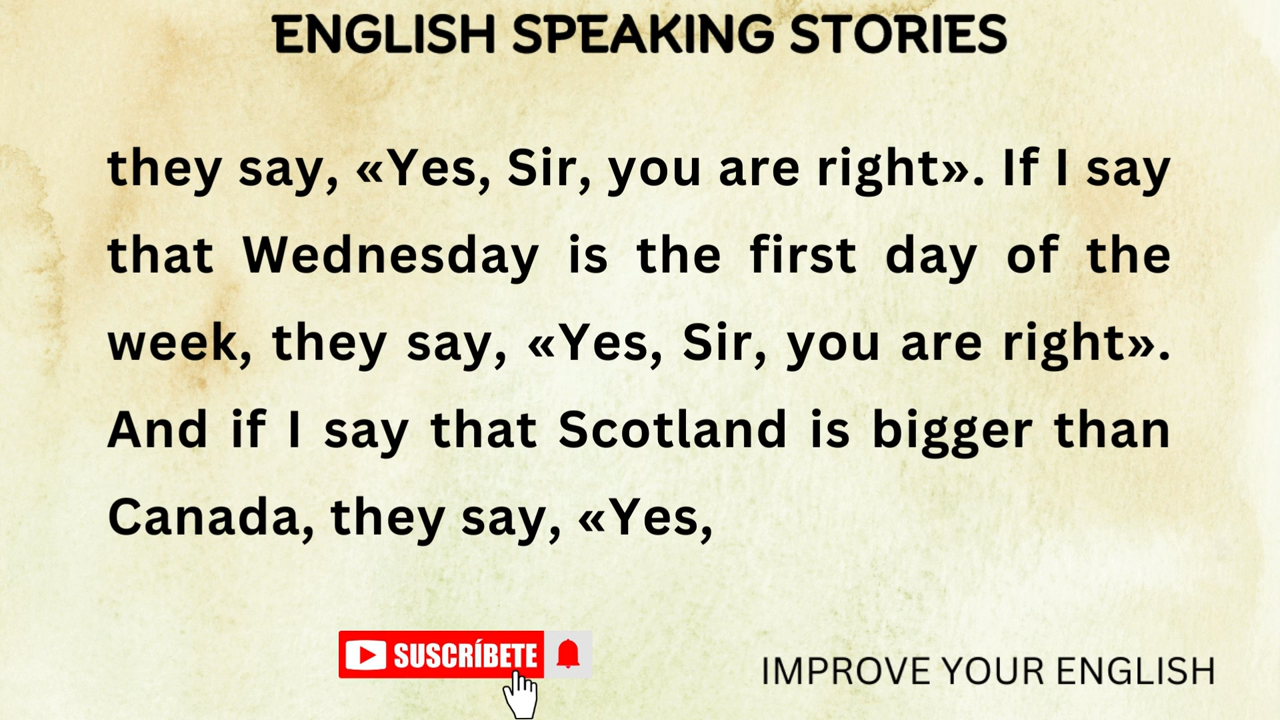 ENGLISH SPEAKING STORIES
they say, «Yes, Sir, you are right». If I say
that Wednesday is the first day of the
week, they say, «Yes, Sir, you are right».
And if I say that Scotland is bigger than
Canada, they say, «Yes,
SUSCRÍBETE
IMPROVE YOUR ENGLISH